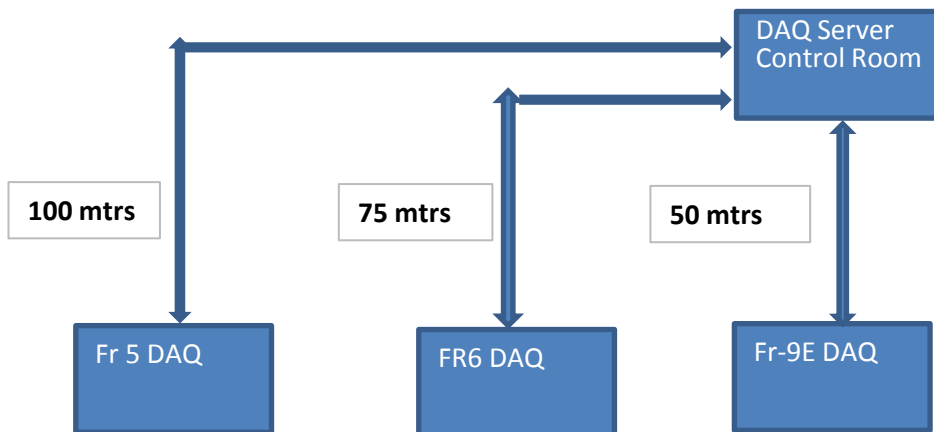 DAQ Server
Control Room
100 mtrs
75 mtrs
50 mtrs
Fr 5 DAQ
FR6 DAQ
Fr-9E DAQ